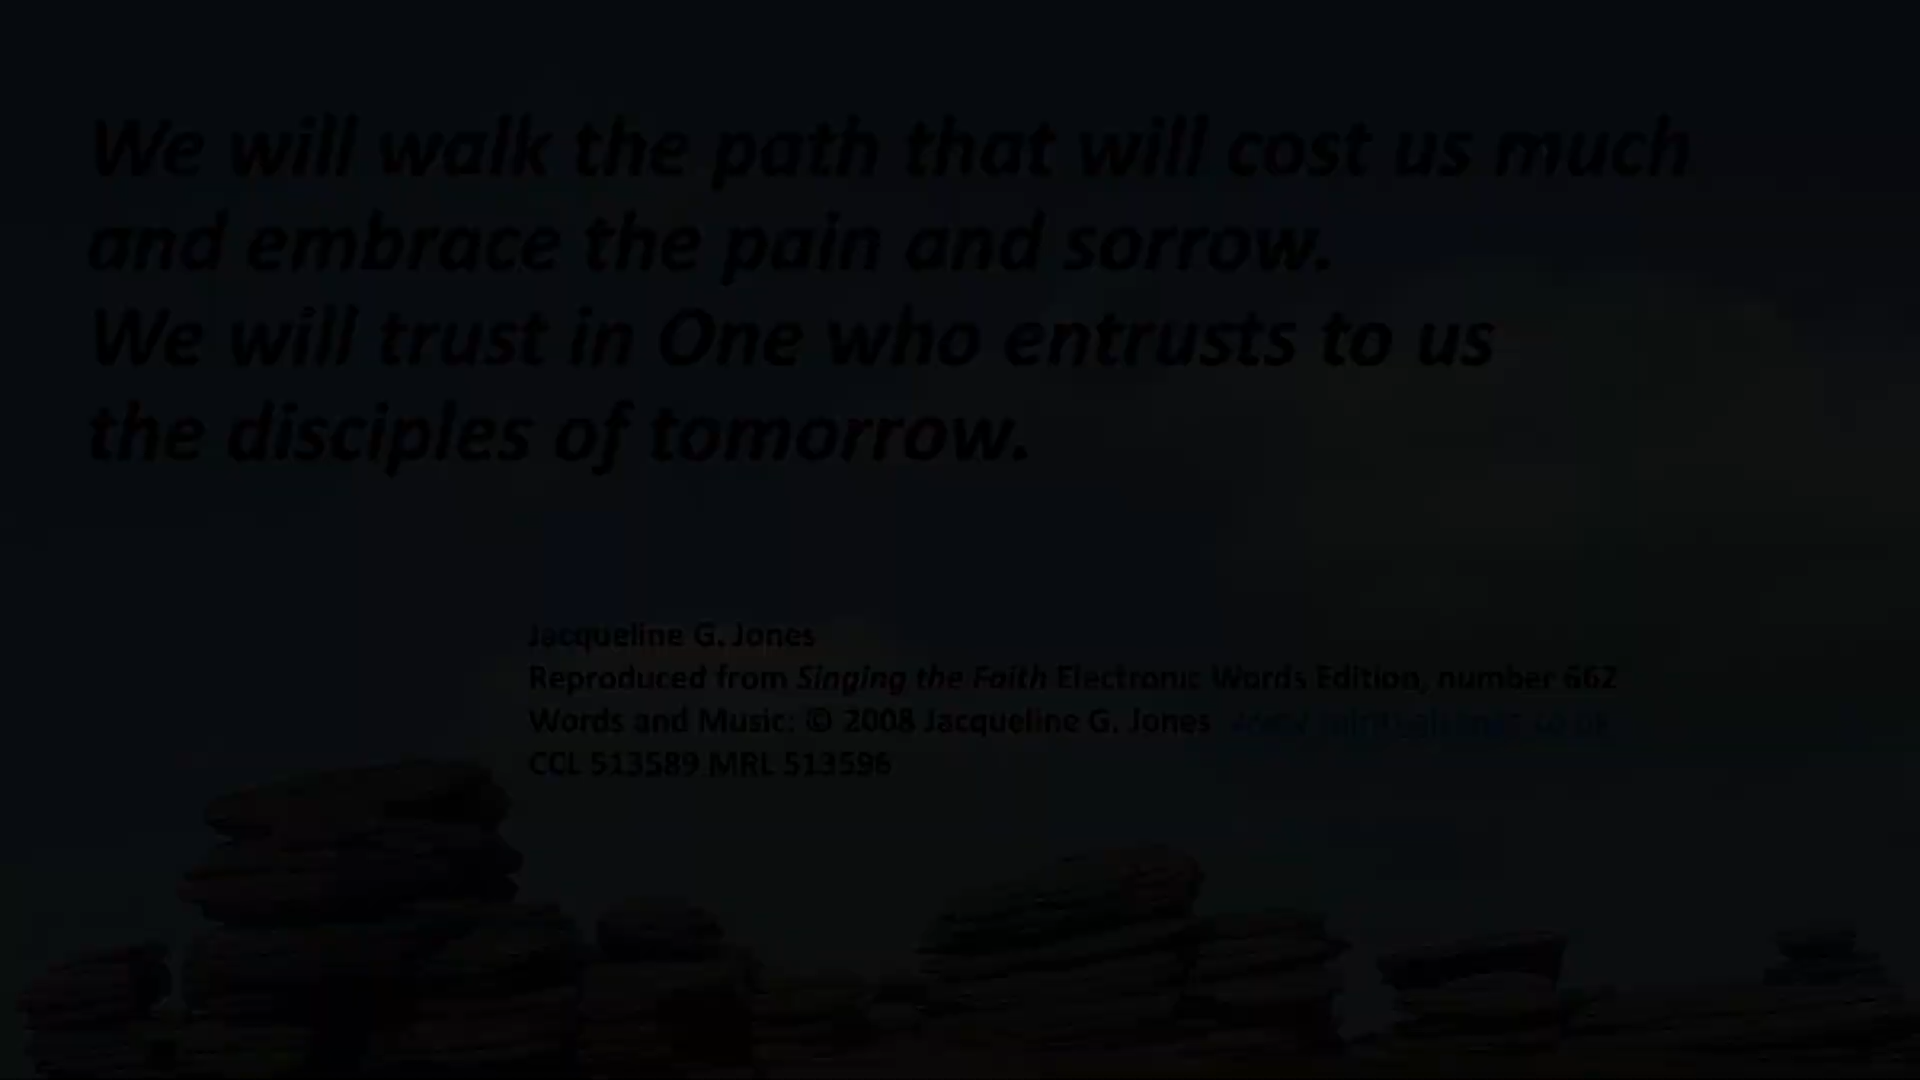 We will walk the path that will cost us much
and embrace the pain and sorrow.
We will trust in One who entrusts to us
the disciples of tomorrow.
Jacqueline G. Jones
Reproduced from Singing the Faith Electronic Words Edition, number 662
Words and Music: © 2008 Jacqueline G. Jones
CCL 513589 MRL 513596